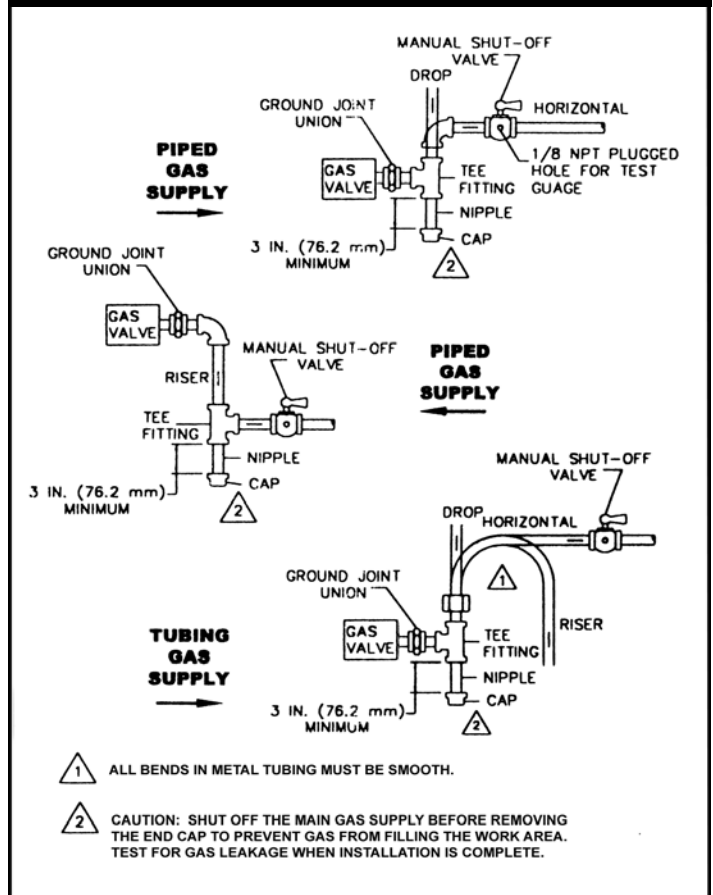 MANUAL SHUT-OFF
VALVE
DROP
GROUND JOINT
UNION
HORIZONTAL
PIPED
GAS
SUPPLY
GAS
VALVE
TEE
FITTING
1/8 NPT PLUGGED
HOLE FOR TEST
GUAGE
NIPPLE
3 IN. (76.2 mm)
MINIMUM
CAP
2
GROUND JOINT
UNION
GAS
VALVE
MANUAL SHUT-OFF
VALVE
RISER
PIPED
GAS
SUPPLY
TEE
FITTING
NIPPLE
3 IN. (76.2 mm)
MINIMUM
CAP
2
MANUAL SHUT-OFF
VALVE
DROP
HORIZONTAL
1
GROUND JOINT
UNION
RISER
TUBING
GAS
SUPPLY
GAS
VALVE
TEE
FITTING
NIPPLE
3 IN. (76.2 mm)
MINIMUM
CAP
2
1 ALL BENDS IN METAL TUBING MUST BE SMOOTH.
2 CAUTION: SHUT OFF THE MAIN GAS SUPPLY BEFORE REMOVING
THE END CAP TO PREVENT GAS FROM FILLING THE WORK AREA.
TEST FOR GAS LEAKAGE WHEN INSTALLATION IS COMPLETE.